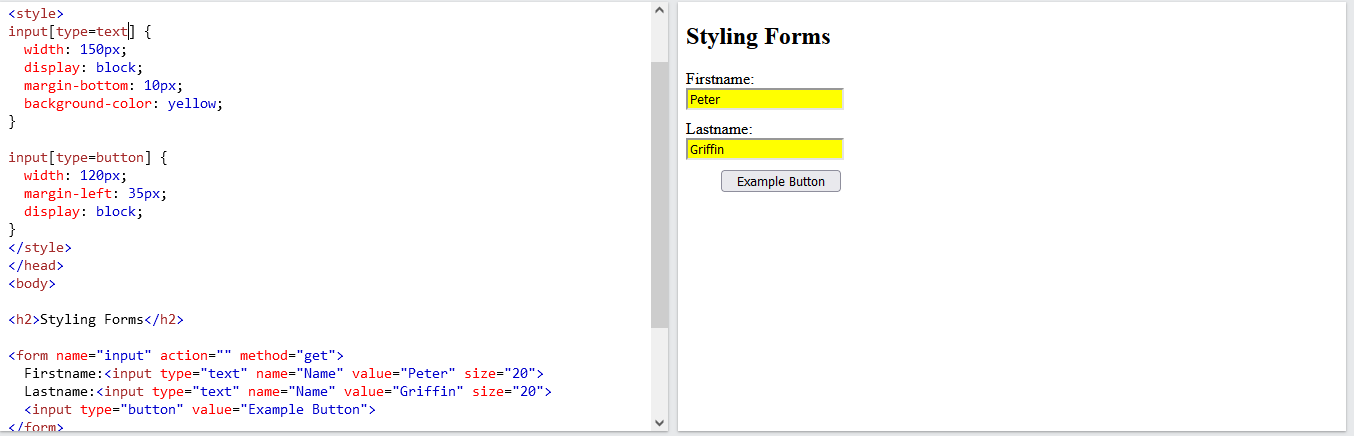 <style>
input[type=text] {
  width: 150px;
  display: block;
  margin-bottom: 10px;
  background-color: yellow;
}

input[type=button] {
  width: 120px;
  margin-left: 35px;
  display: block;
}
</style>
</head>
<body>

<h2>Styling Forms</h2>

<form name="input" action="" method="get">
  Firstname:<input type="text" name="Name" value="Peter" size="20">
  Lastname:<input type="text" name="Name" value="Griffin" size="20">
  <input type="button" value="Example Button">
</form>
Styling Forms
Firstname:
Peter
Lastname:
Griffin
Example Button